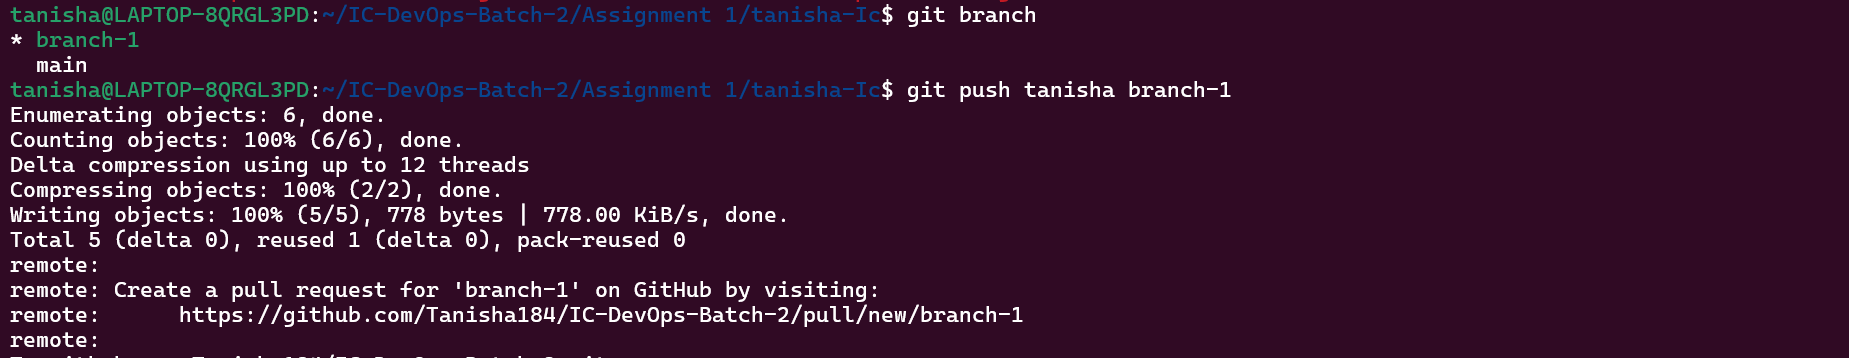 tanisha@LAPTOP-8QRGL3PD:~/IC-DevOps-Batch-2/Assignment 1/tanisha-Ic$ git branch
* branch-1
  main
tanisha@LAPTOP-8QRGL3PD:~/IC-DevOps-Batch-2/Assignment 1/tanisha-Ic$ git push tanisha branch-1
Enumerating objects: 6, done.
Counting objects: 100% (6/6), done.
Delta compression using up to 12 threads
Compressing objects: 100% (2/2), done.
Writing objects: 100% (5/5), 778 bytes | 778.00 KiB/s, done.
Total 5 (delta 0), reused 1 (delta 0), pack-reused 0
remote:
remote: Create a pull request for 'branch-1' on GitHub by visiting:
remote:      https://github.com/Tanisha184/IC-DevOps-Batch-2/pull/new/branch-1
remote: